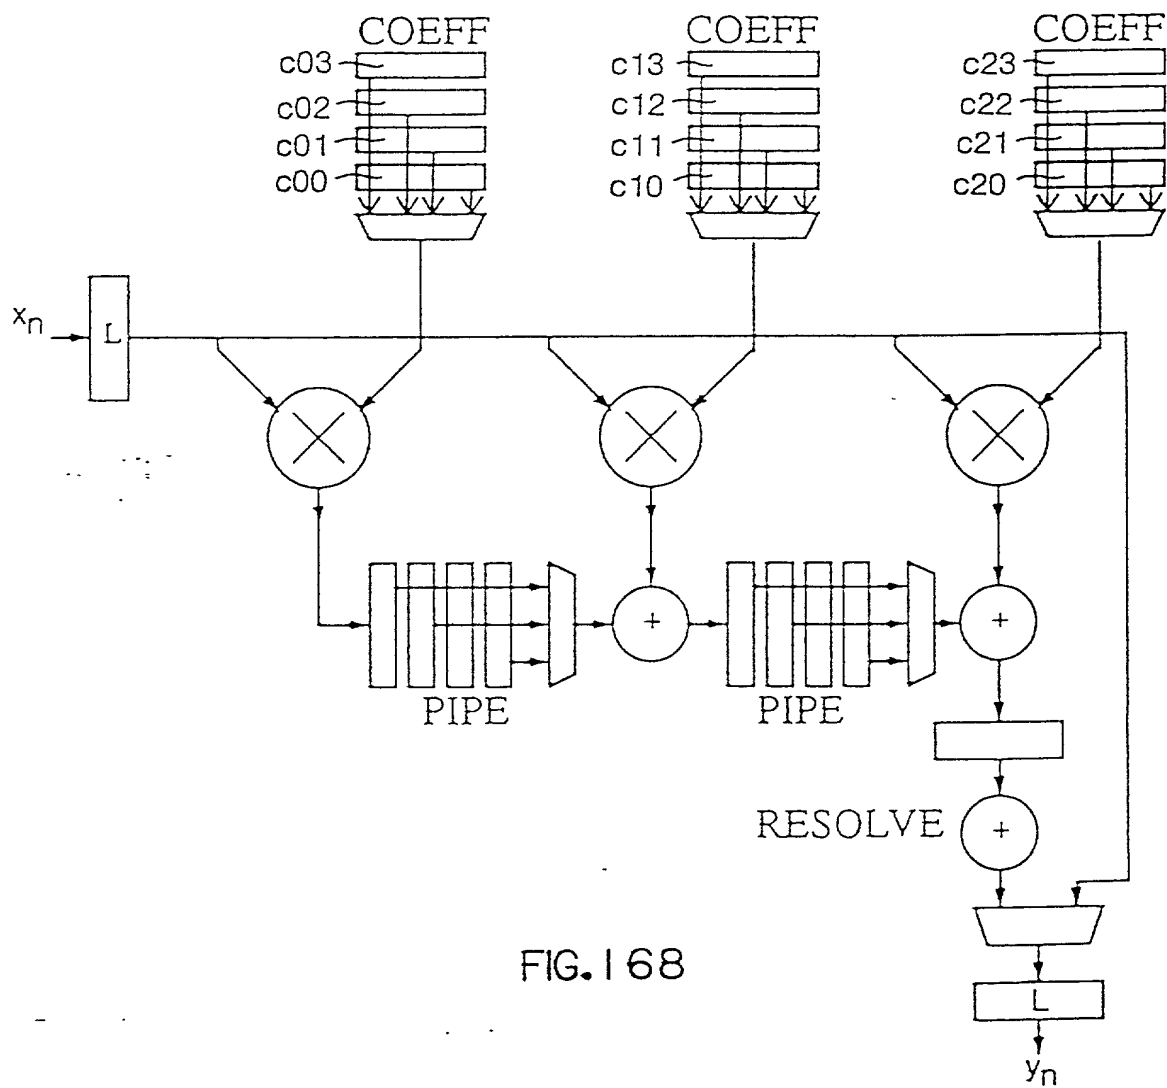 COEFF COEFF COEFF
c03 c13 c23
c02 c12 c22
c01 c11 c21
c00 c10 c20
xn
L
+ +
PIPE PIPE
RESOLVE +
FIG.168
L
yn